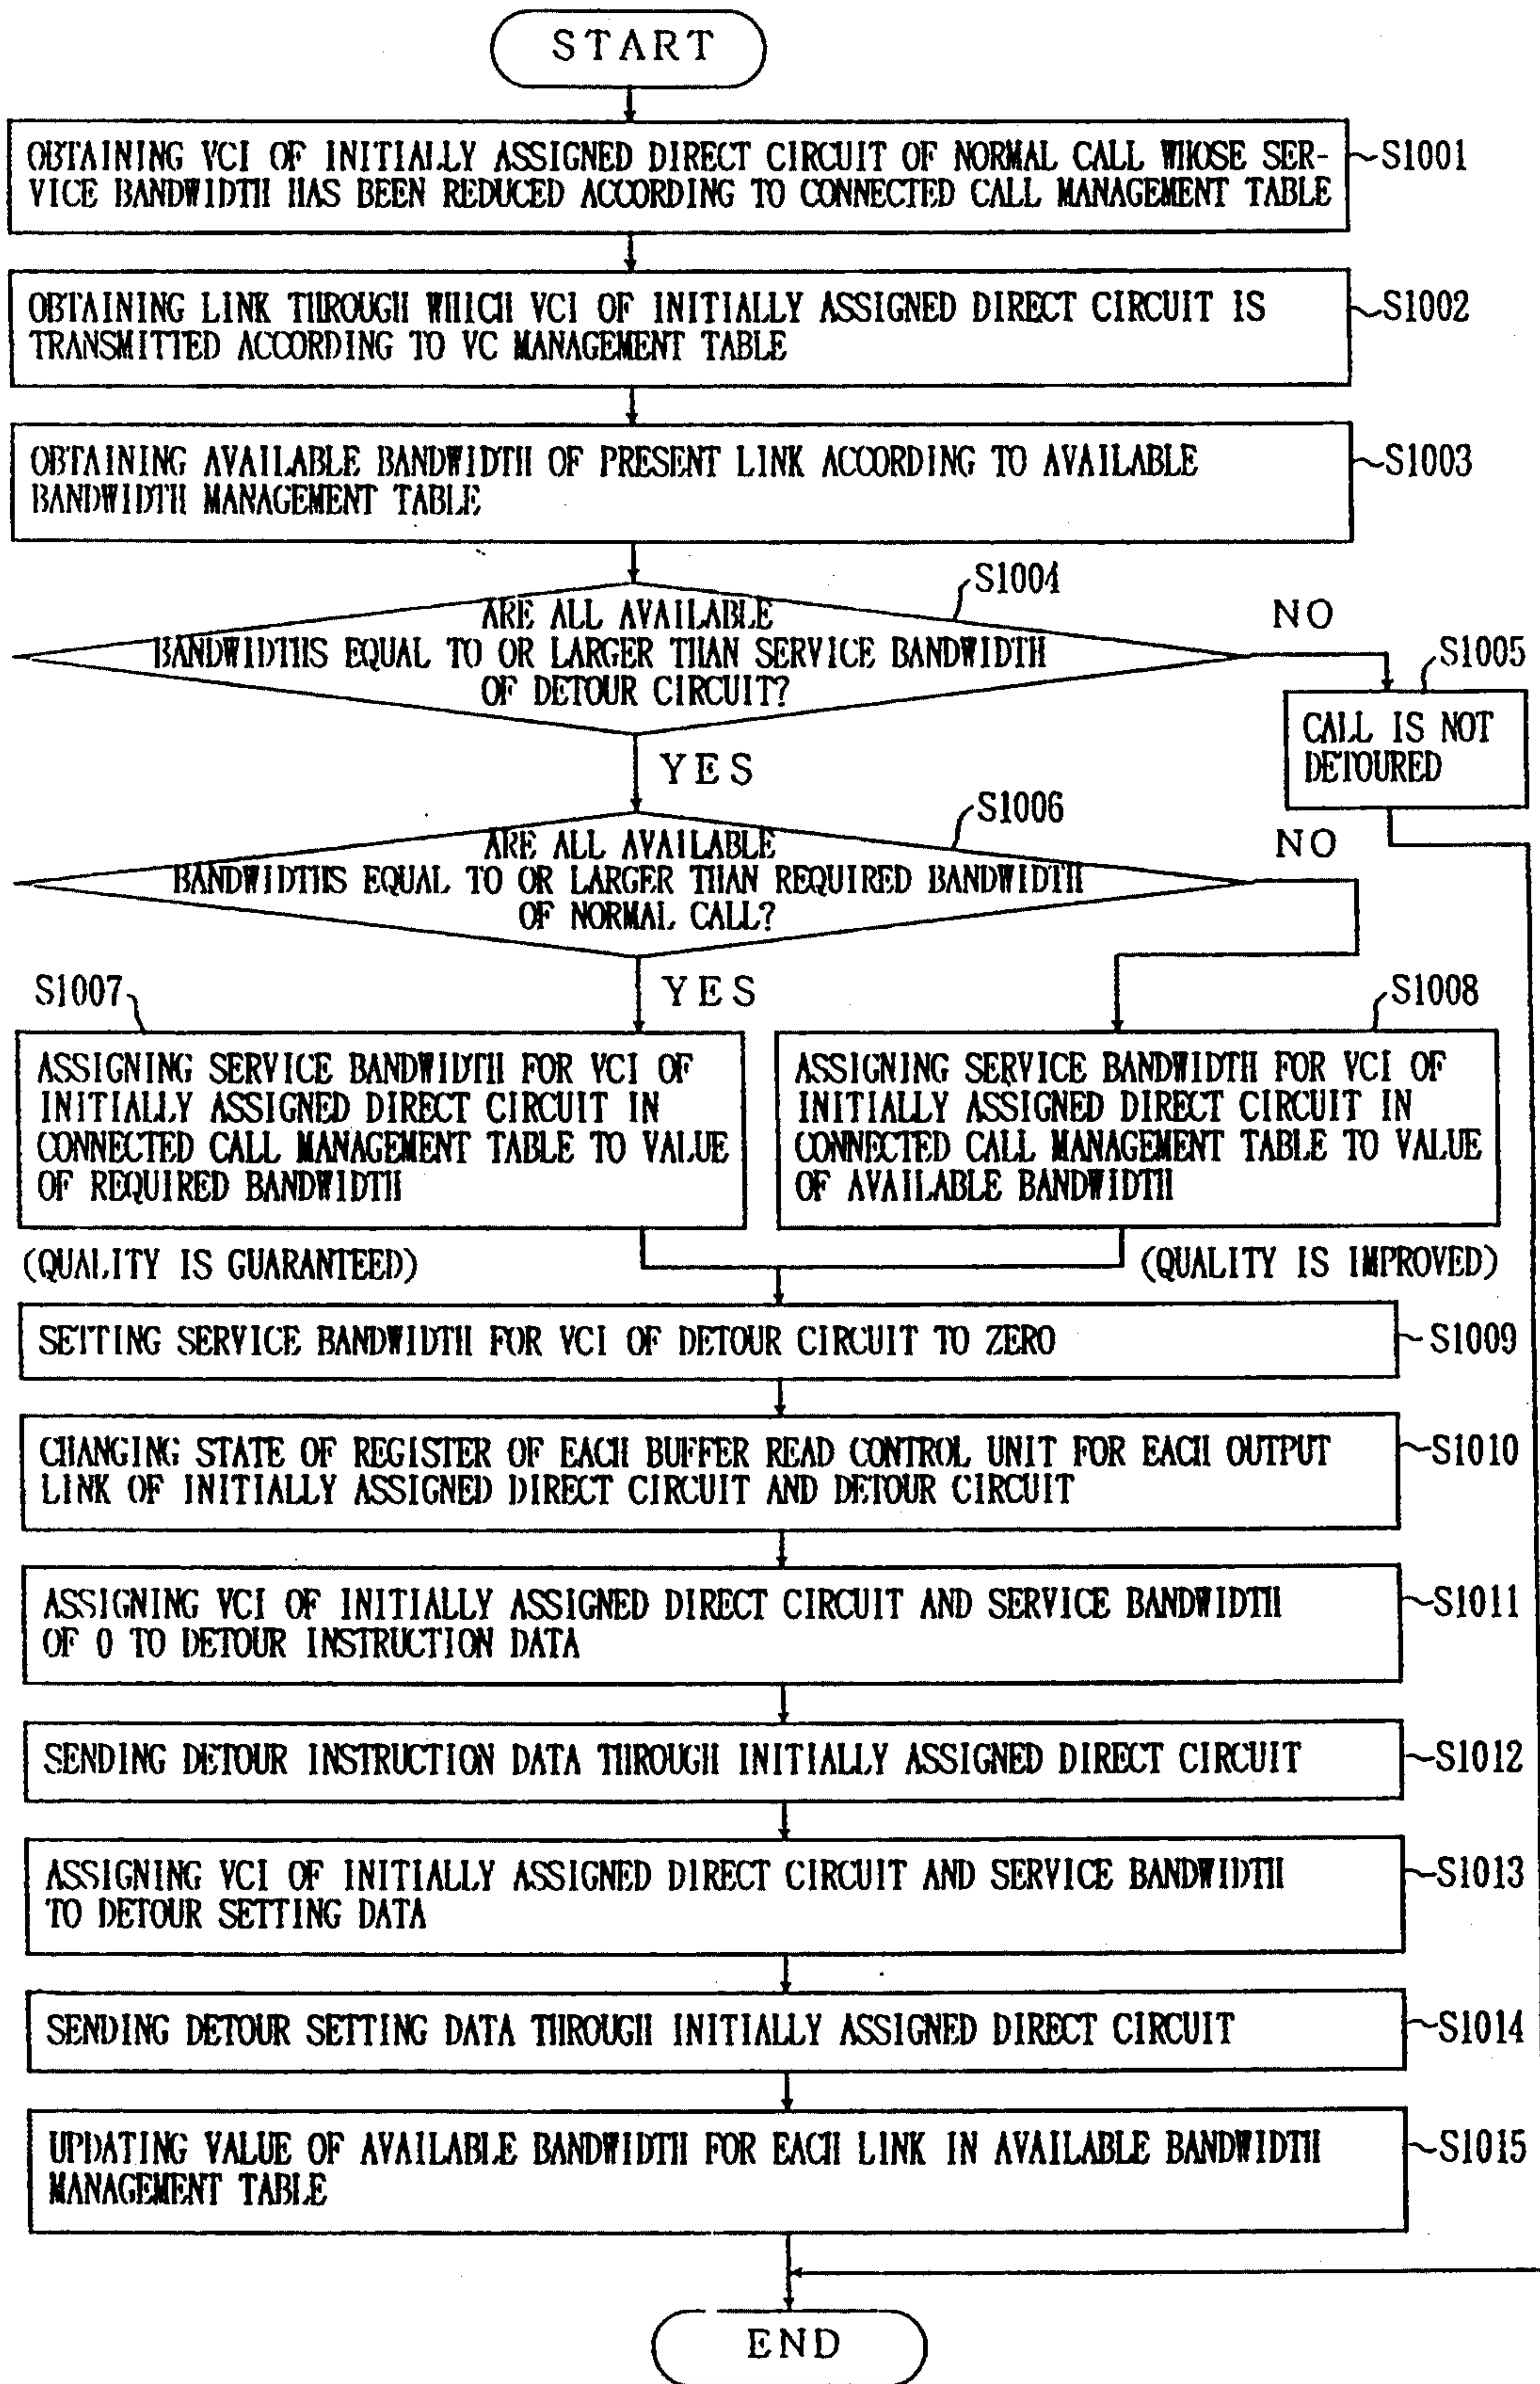 START
OBTAINING VCI OF INITIALLY ASSIGNED DIRECT CIRCUIT OF NORMAL CALL WHOSE SER-
VICE BANDWIDTH HAS BEEN REDUCED ACCORDING TO CONNECTED CALL MANAGEMENT TABLE
S1001
OBTAINING LINK THROUGH WHICH VCI OF INITIALLY ASSIGNED DIRECT CIRCUIT IS
TRANSMITTED ACCORDING TO VC MANAGEMENT TABLE
S1002
OBTAINING AVAILABLE BANDWIDTH OF PRESENT LINK ACCORDING TO AVAILABLE
BANDWIDTH MANAGEMENT TABLE
S1003
S1004
ARE ALL AVAILABLE
BANDWIDTHS EQUAL TO OR LARGER THAN SERVICE BANDWIDTH
OF DETOUR CIRCUIT?
NO
S1005
CALL IS NOT
DETOURED
YES
S1006
ARE ALL AVAILABLE
BANDWIDTHS EQUAL TO OR LARGER THAN REQUIRED BANDWIDTH
OF NORMAL CALL?
NO
YES
S1007
ASSIGNING SERVICE BANDWIDTH FOR VCI OF
INITIALLY ASSIGNED DIRECT CIRCUIT IN
CONNECTED CALL MANAGEMENT TABLE TO VALUE
OF REQUIRED BANDWIDTH
S1008
ASSIGNING SERVICE BANDWIDTH FOR VCI OF
INITIALLY ASSIGNED DIRECT CIRCUIT IN
CONNECTED CALL MANAGEMENT TABLE TO VALUE
OF AVAILABLE BANDWIDTH
(QUALITY IS GUARANTEED)
(QUALITY IS IMPROVED)
SETTING SERVICE BANDWIDTH FOR VCI OF DETOUR CIRCUIT TO ZERO
S1009
CHANGING STATE OF REGISTER OF EACH BUFFER READ CONTROL UNIT FOR EACH OUTPUT
LINK OF INITIALLY ASSIGNED DIRECT CIRCUIT AND DETOUR CIRCUIT
S1010
ASSIGNING VCI OF INITIALLY ASSIGNED DIRECT CIRCUIT AND SERVICE BANDWIDTH
OF 0 TO DETOUR INSTRUCTION DATA
S1011
SENDING DETOUR INSTRUCTION DATA THROUGH INITIALLY ASSIGNED DIRECT CIRCUIT
S1012
ASSIGNING VCI OF INITIALLY ASSIGNED DIRECT CIRCUIT AND SERVICE BANDWIDTH
TO DETOUR SETTING DATA
S1013
SENDING DETOUR SETTING DATA THROUGH INITIALLY ASSIGNED DIRECT CIRCUIT
S1014
UPDATING VALUE OF AVAILABLE BANDWIDTH FOR EACH LINK IN AVAILABLE BANDWIDTH
MANAGEMENT TABLE
S1015
END